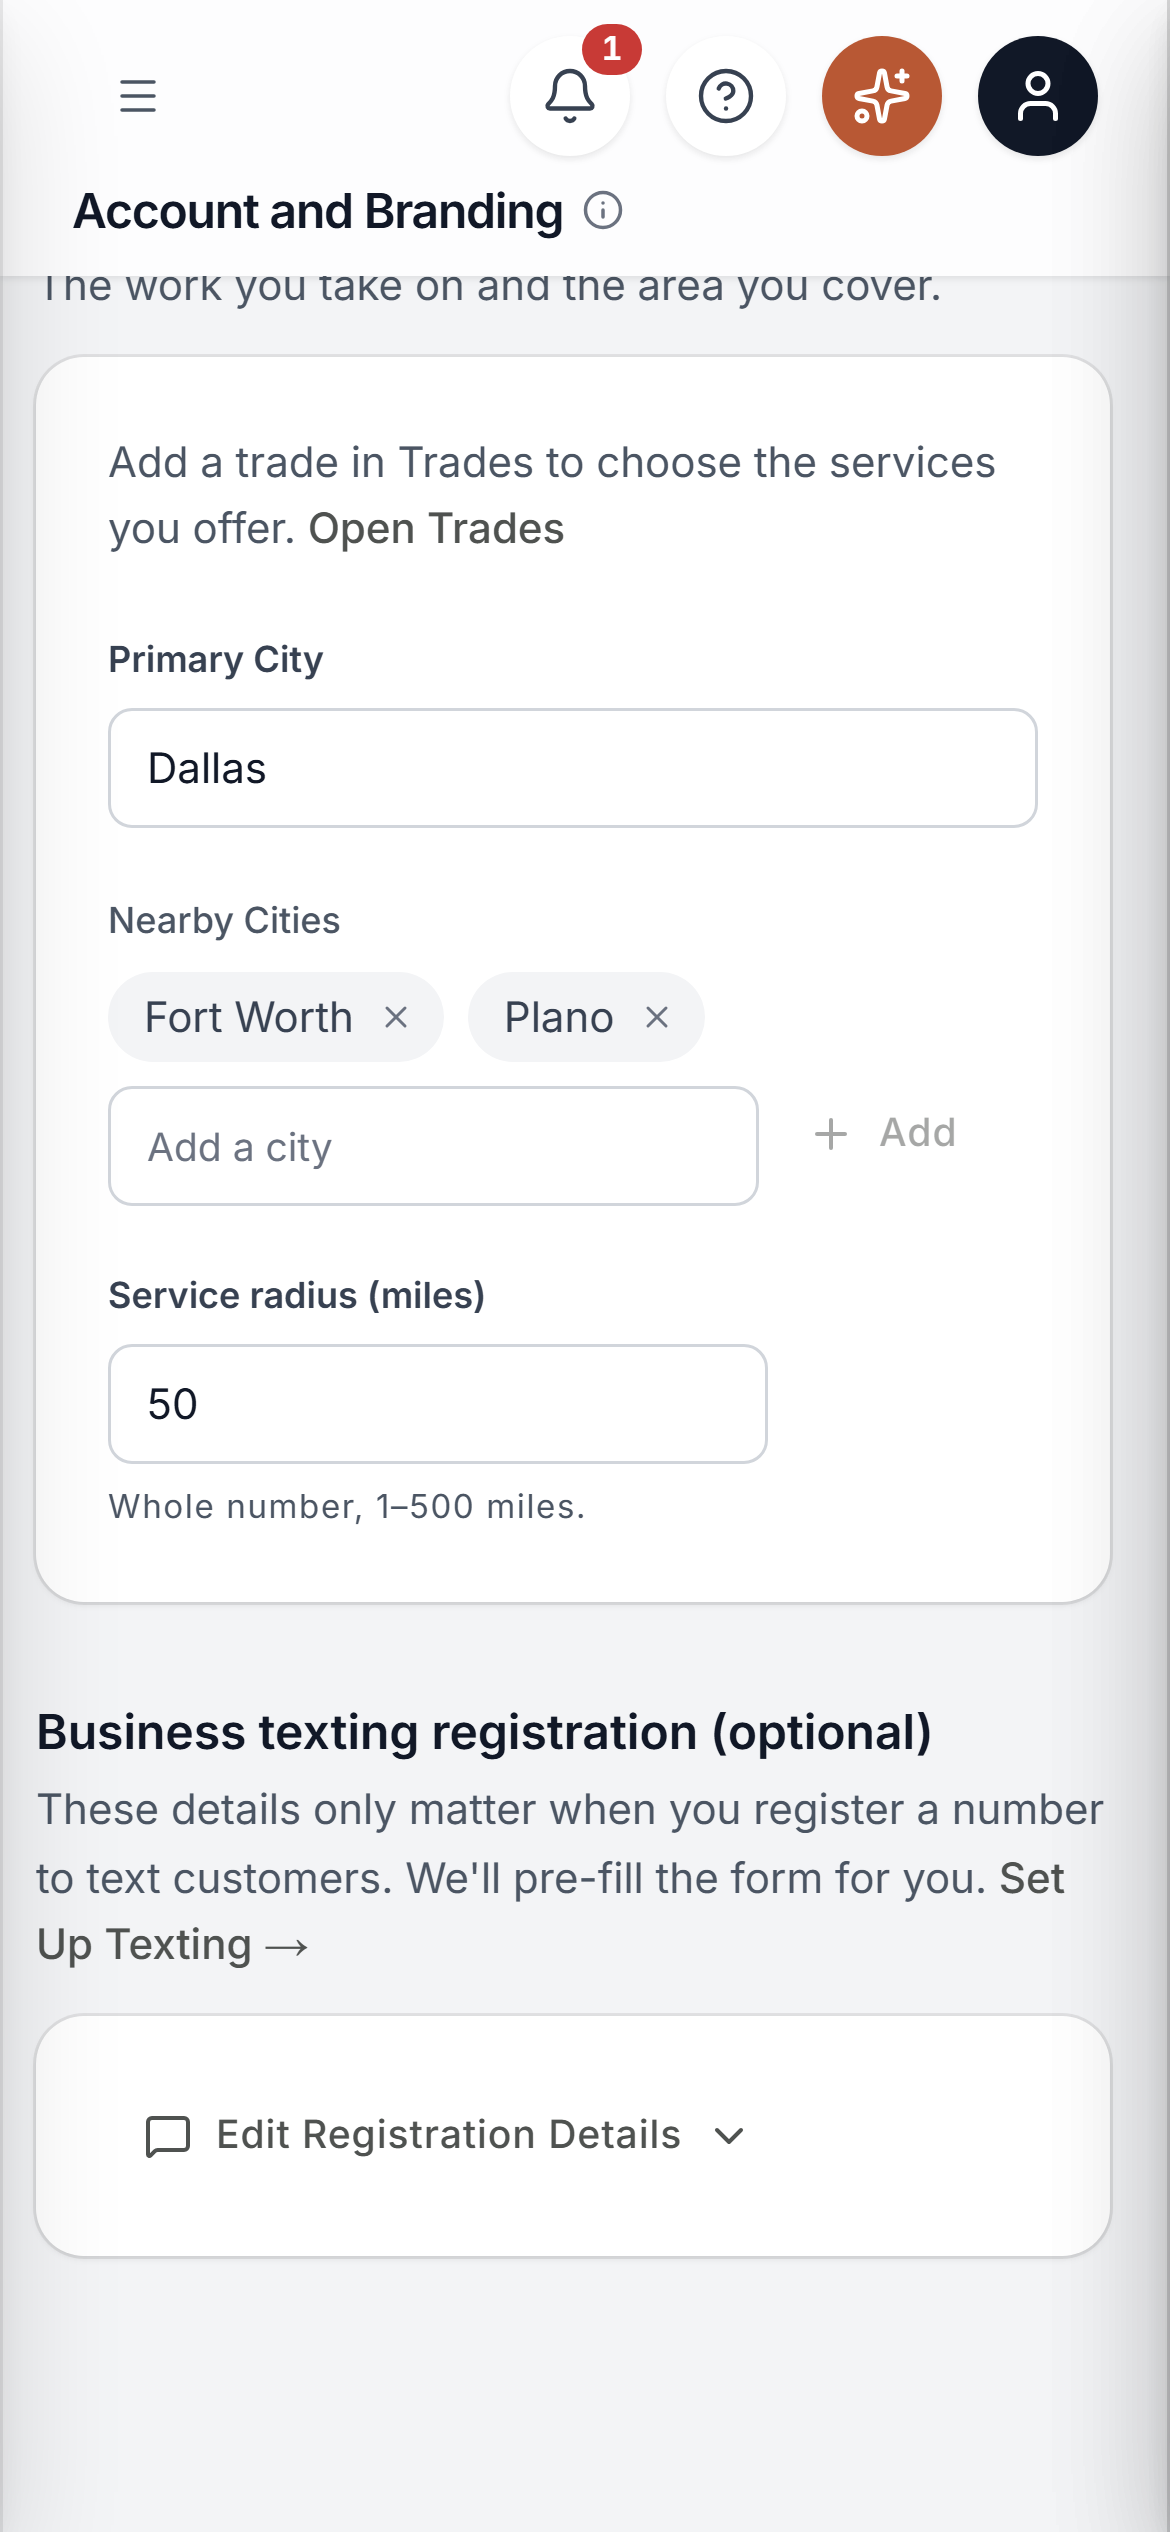 1
Account and Branding
The work you take on and the area you cover.
Add a trade in Trades to choose the services
you offer. Open Trades
Primary City
Dallas
Nearby Cities
Fort Worth
Plano
Add a city
Add
Service radius (miles)
50
Whole number, 1–500 miles.
Business texting registration (optional)
These details only matter when you register a number
to text customers. We'll pre-fill the form for you. Set
Up Texting →
Edit Registration Details